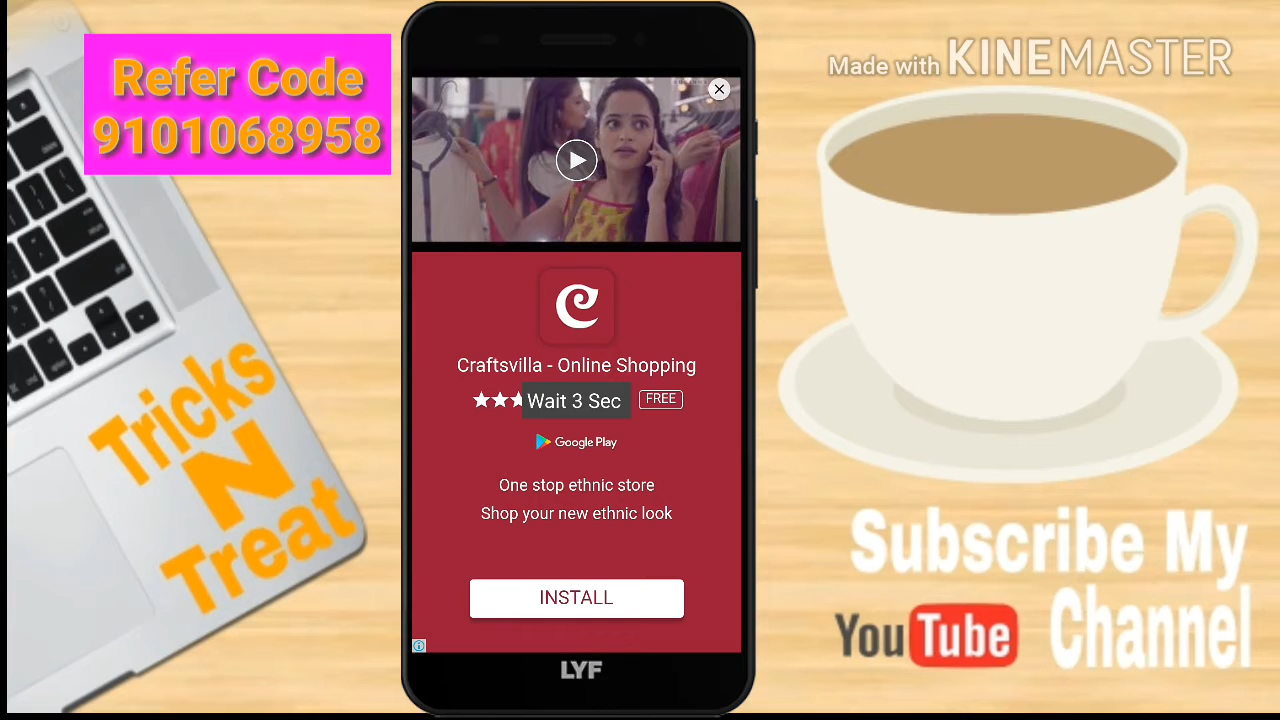 Refer Code
9101068958
Made with KINEMASTER
Craftsvilla - Online Shopping
Wait 3 Sec
FREE
Google Play
One stop ethnic store
Shop your new ethnic look
INSTALL
LYF
Tricks
N
Treat
Subscribe My
YouTube Channel